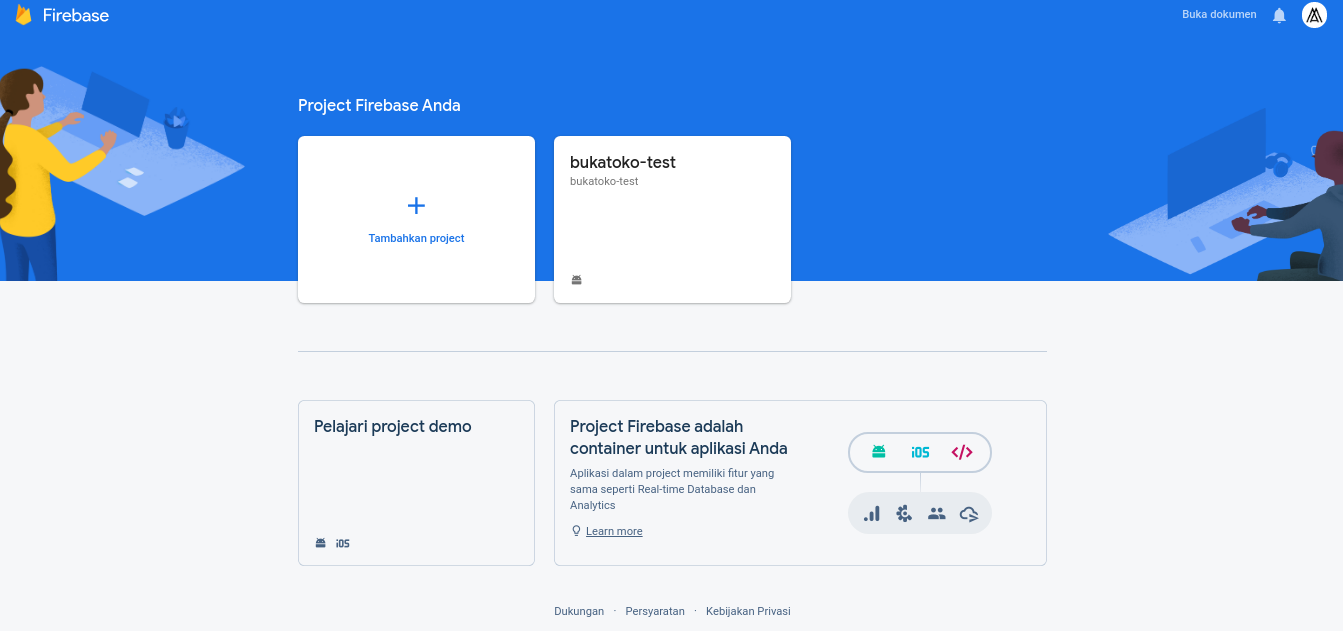 Firebase
Buka dokumen
Project Firebase Anda
Tambahkan project
bukatoko-test
bukatoko-test
Pelajari project demo
iOS
Project Firebase adalah
container untuk aplikasi Anda
Aplikasi dalam project memiliki fitur yang
sama seperti Real-time Database dan
Analytics
Learn more
iOS
</>
Dukungan · Persyaratan · Kebijakan Privasi